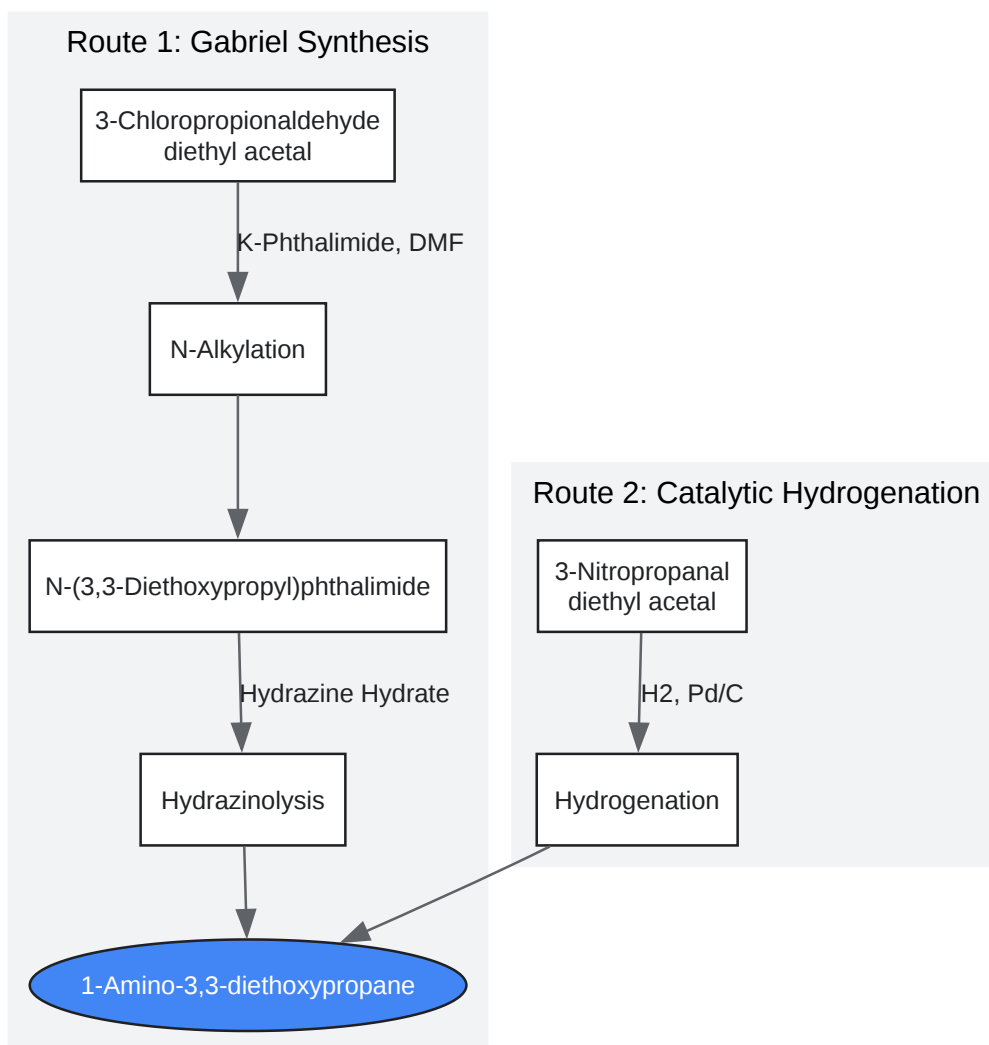 Route 1: Gabriel Synthesis
3-Chloropropionaldehyde
diethyl acetal
K-Phthalimide, DMF
N-Alkylation
N-(3,3-Diethoxypropyl)phthalimide
Hydrazine Hydrate
Hydrazinolysis
Route 2: Catalytic Hydrogenation
3-Nitropropanal
diethyl acetal
H2, Pd/C
Hydrogenation
1-Amino-3,3-diethoxypropane